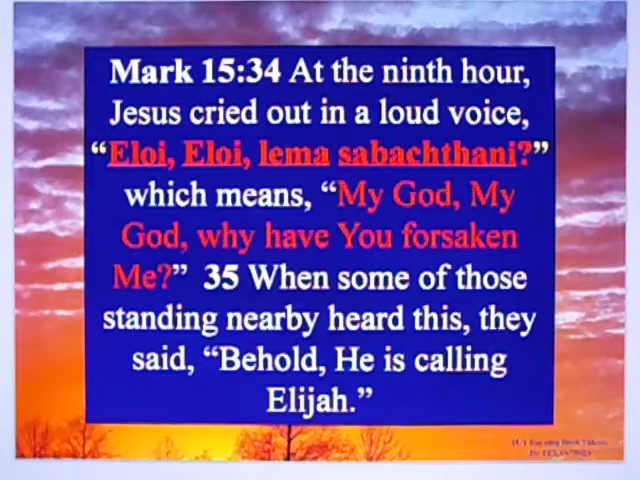 Mark 15:34 At the ninth hour,
Jesus cried out in a loud voice,
“Eloi, Eloi, lema sabachthani?”
which means, “My God, My
God, why have You forsaken
Me?” 35 When some of those
standing nearby heard this, they
said, “Behold, He is calling
Elijah.”